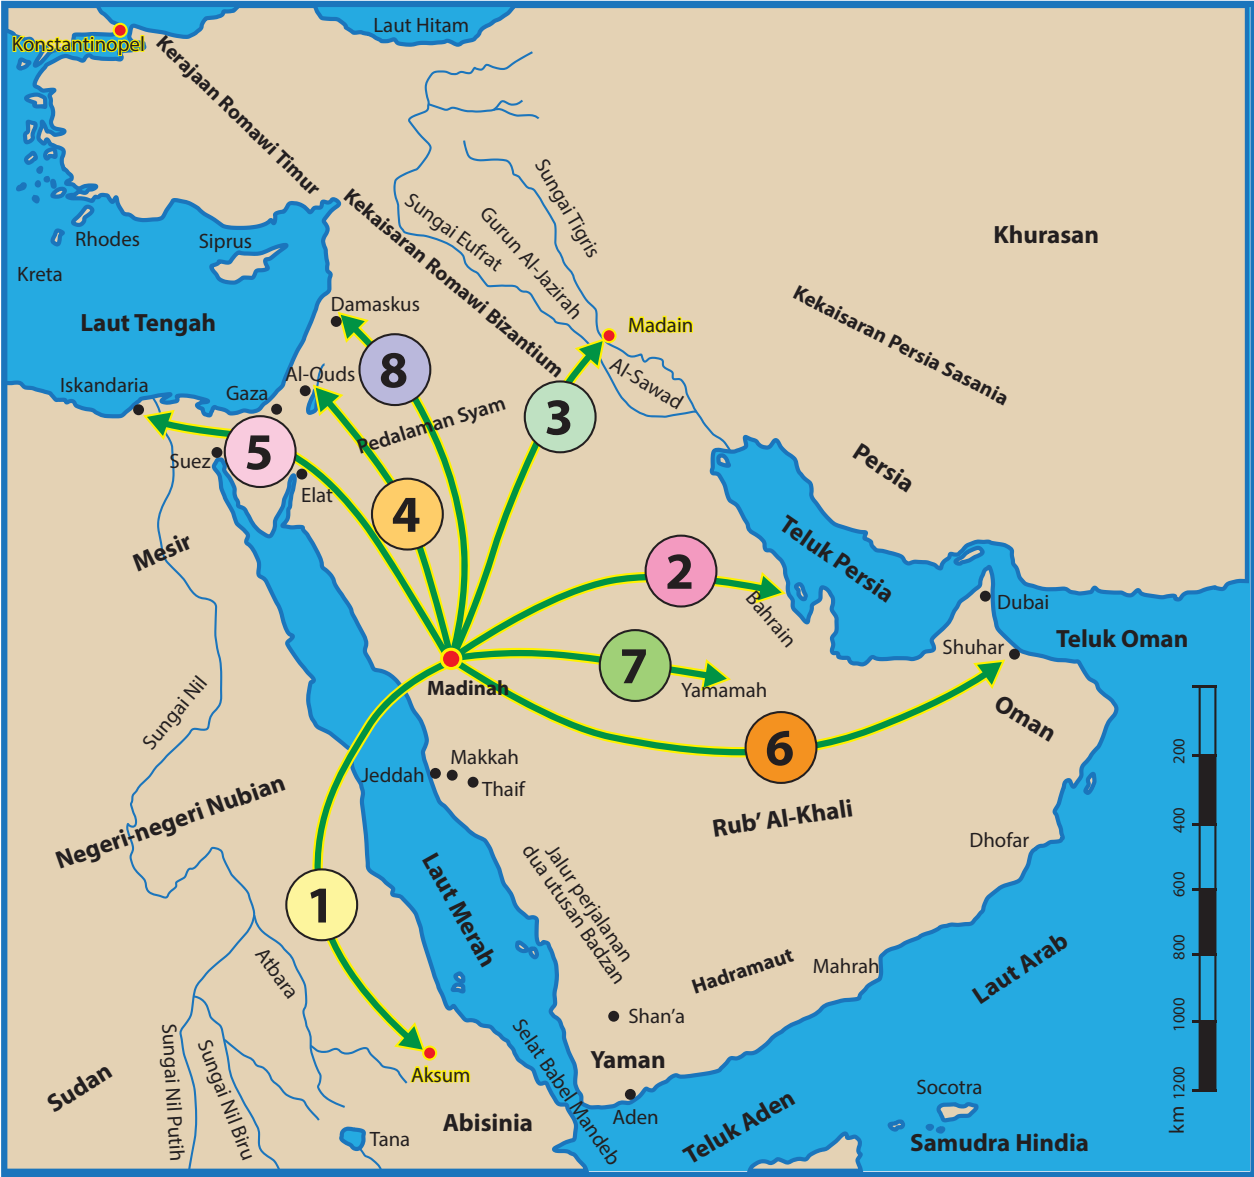 Laut Hitam
Konstantinopel
Kerajaan Romawi Timur
Sungai Tigris
Kekaisaran Romawi Bizantium
Sungai Eufrat
Gurun Al-Jazirah
Khurasan
Rhodes
Siprus
Kreta
Laut Tengah
Damaskus
Madain
Kekaisaran Persia Sasania
8
Al-Quds
Al-Sawad
Iskandaria
Gaza
3
Pedalaman Syam
5
Suez
Elat
Persia
4
Mesir
Teluk Persia
2
Bahrain
Dubai
Teluk Oman
Shuhar
7
Madinah
Yamamah
Sungai Nil
Oman
6
Jeddah
Makkah
Thaif
200
Negeri-negeri Nubian
Rub' Al-Khali
400
Dhofar
Jalur perjalanan
dua utusan Badzan
600
1
Laut Merah
800
Atbara
Hadramaut
Mahrah
Laut Arab
1000
Shan'a
Sungai Nil Putih
Sungai Nil Biru
Selat Babel Mandeb
Yaman
Aksum
Sudan
1200
km
Socotra
Abisinia
Aden
Teluk Aden
Tana
Samudra Hindia